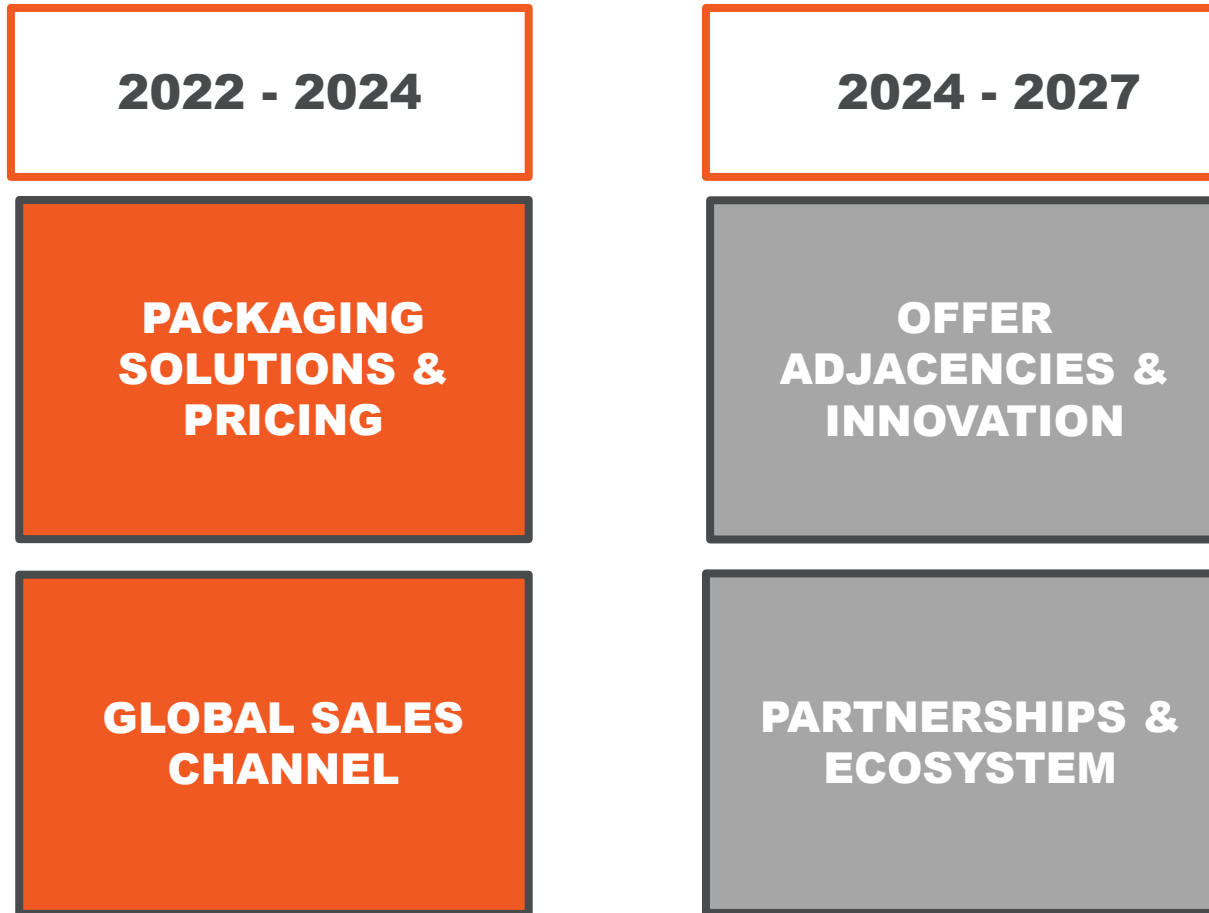 2022 - 2024
2024 - 2027
PACKAGING
SOLUTIONS &
PRICING
OFFER
ADJACENCIES &
INNOVATION
GLOBAL SALES
CHANNEL
PARTNERSHIPS &
ECOSYSTEM